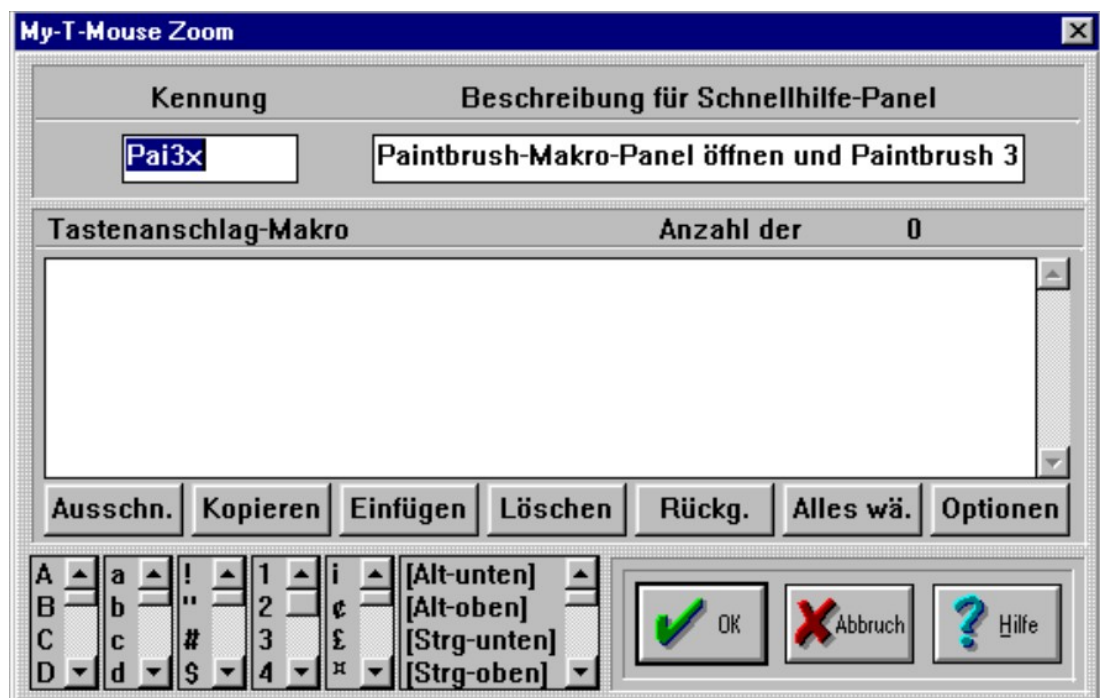 My-T-Mouse Zoom
Kennung Beschreibung für Schnellhilfe-Panel
Pai3x Paintbrush-Makro-Panel öffnen und Paintbrush 3
Tastenanschlag-Makro Anzahl der 0
Ausschn. Kopieren Einfügen Löschen Rückg. Alles wä. Optionen
A a ! 1 ¡ [Alt-unten]
B b " 2 ¢ [Alt-oben]
C c # 3 £ [Strg-unten]
D d $ 4 ¤ [Strg-oben]
OK Abbruch Hilfe